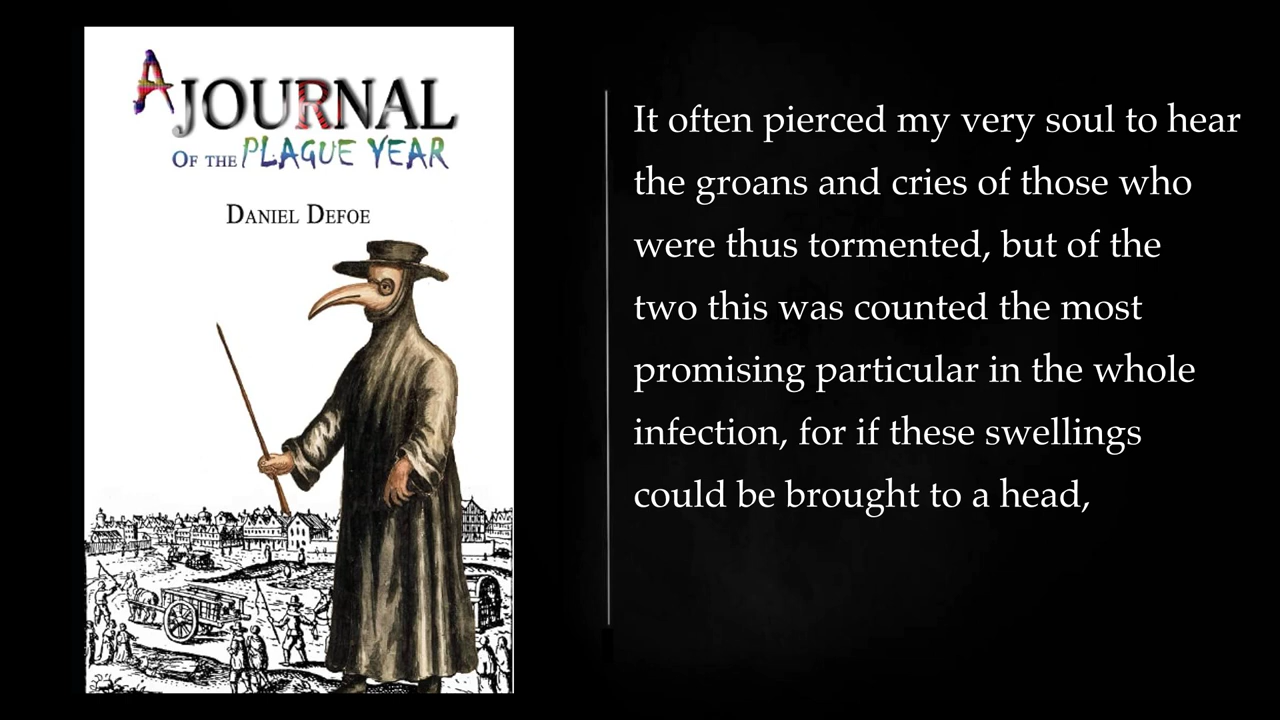 A JOURNAL
OF THE PLAGUE YEAR
DANIEL DEFOE
It often pierced my very soul to hear
the groans and cries of those who
were thus tormented, but of the
two this was counted the most
promising particular in the whole
infection, for if these swellings
could be brought to a head,